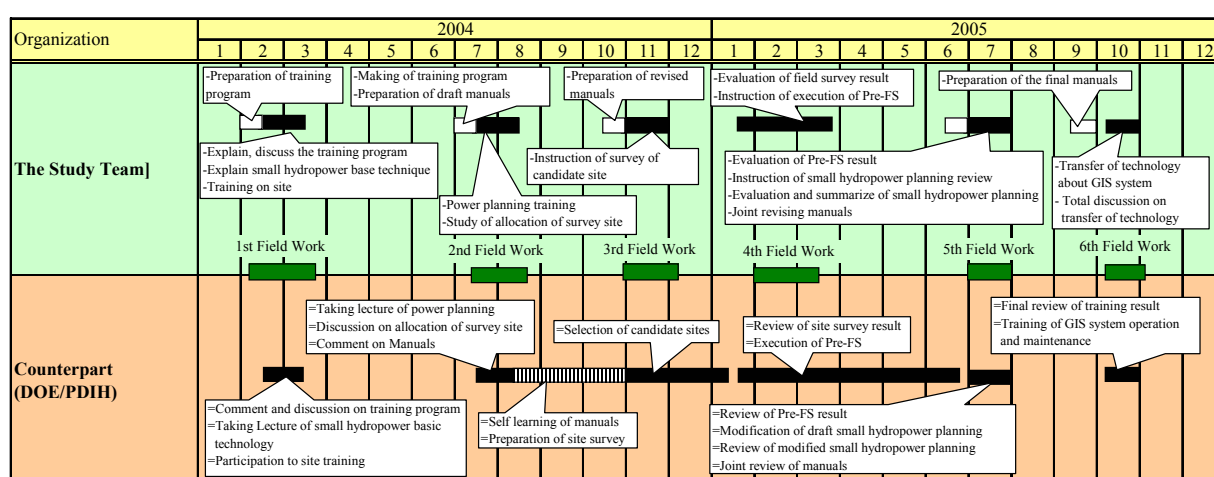 Organization
2004
2005
1 2 3 4 5 6 7 8 9 10 11 12 1 2 3 4 5 6 7 8 9 10 11 12
The Study Team]
-Preparation of training
program
-Making of training program
-Preparation of draft manuals
-Preparation of revised
manuals
-Evaluation of field survey result
-Instruction of execution of Pre-FS
-Preparation of the final manuals
-Explain, discuss the training program
-Explain small hydropower base technique
-Training on site
-Power planning training
-Study of allocation of survey site
-Instruction of survey of
candidate site
-Evaluation of Pre-FS result
-Instruction of small hydropower planning review
-Evaluation and summarize of small hydropower planning
-Joint revising manuals
-Transfer of technology
about GIS system
- Total discussion on
transfer of technology
1st Field Work
2nd Field Work
3rd Field Work
4th Field Work
5th Field Work
6th Field Work
Counterpart
(DOE/PDIH)
=Taking lecture of power planning
=Discussion on allocation of survey site
=Comment on Manuals
=Selection of candidate sites
=Review of site survey result
=Execution of Pre-FS
=Final review of training result
=Training of GIS system operation
and maintenance
=Comment and discussion on training program
=Taking Lecture of small hydropower basic
technology
=Participation to site training
=Self learning of manuals
=Preparation of site survey
=Review of Pre-FS result
=Modification of draft small hydropower planning
=Review of modified small hydropower planning
=Joint review of manuals